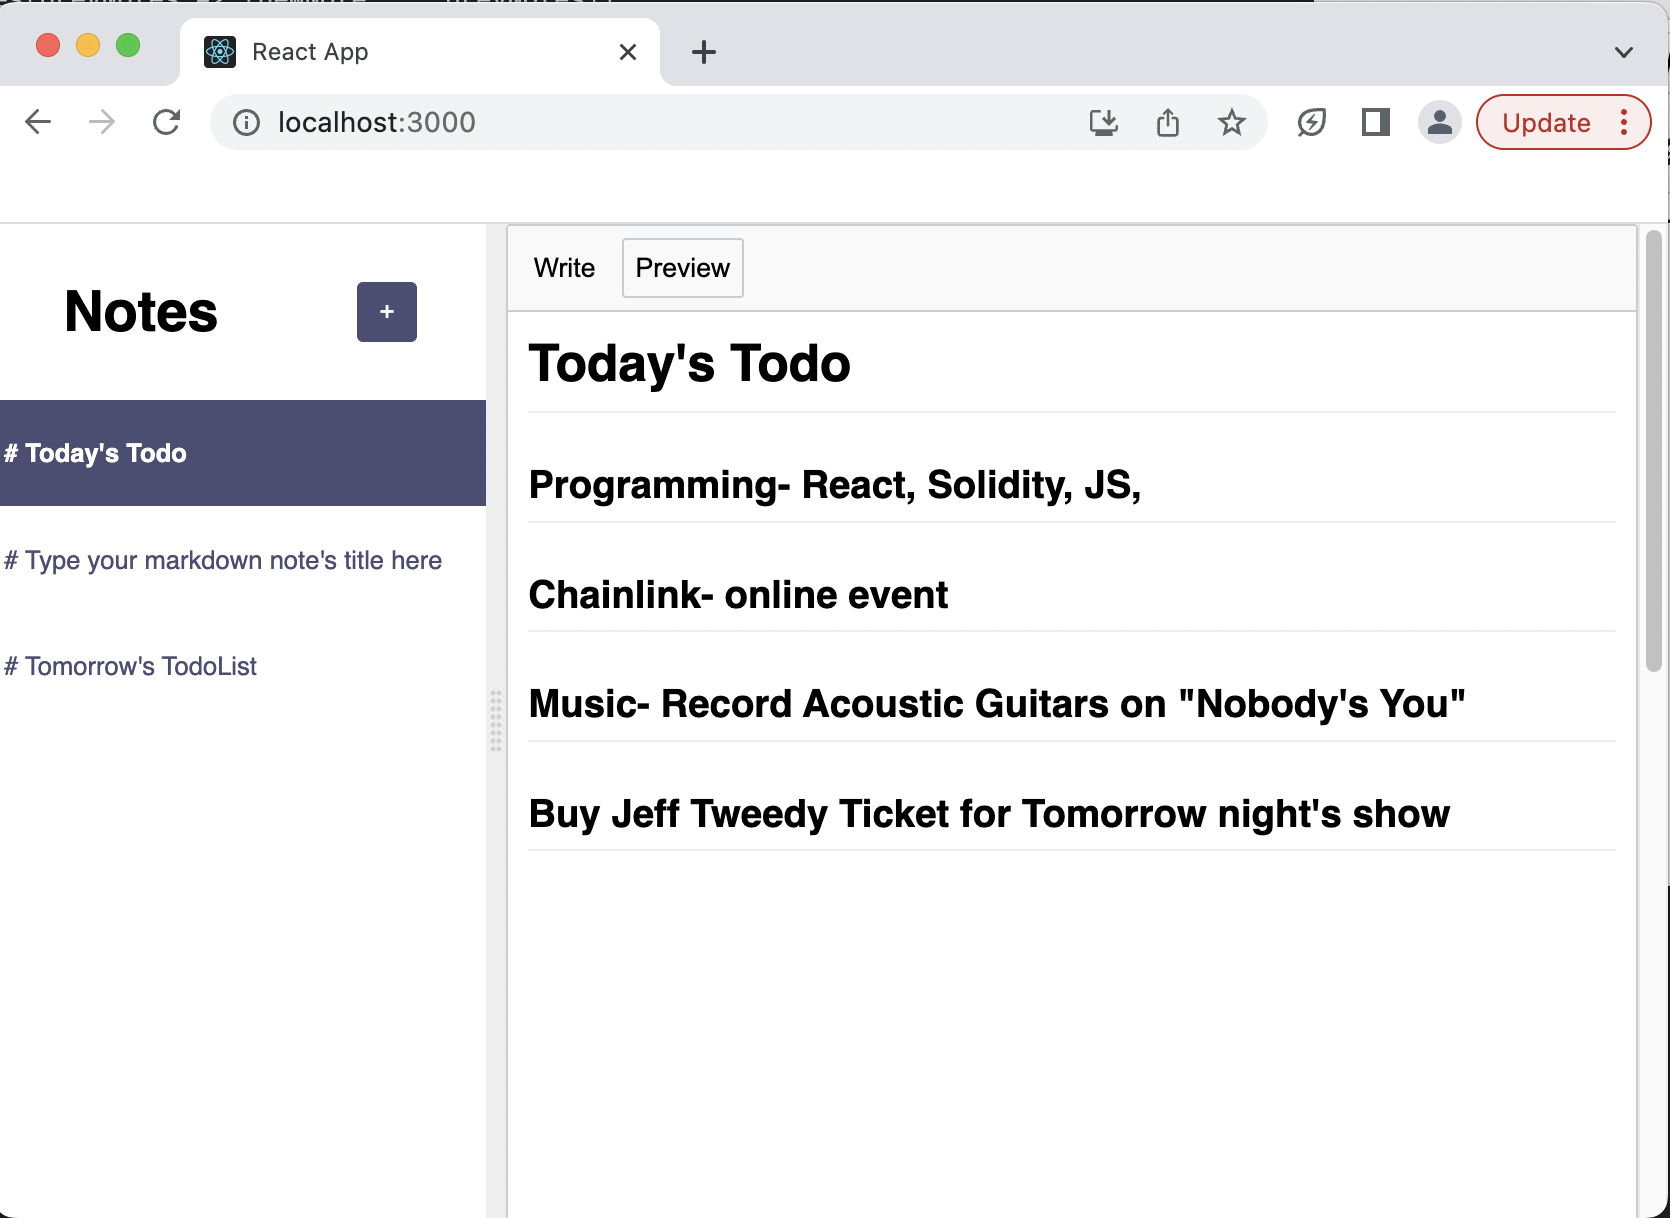 React App
localhost:3000
Update
Notes
+
# Today's Todo
# Type your markdown note's title here
# Tomorrow's TodoList
Write Preview
Today's Todo
Programming- React, Solidity, JS,
Chainlink- online event
Music- Record Acoustic Guitars on "Nobody's You"
Buy Jeff Tweedy Ticket for Tomorrow night's show